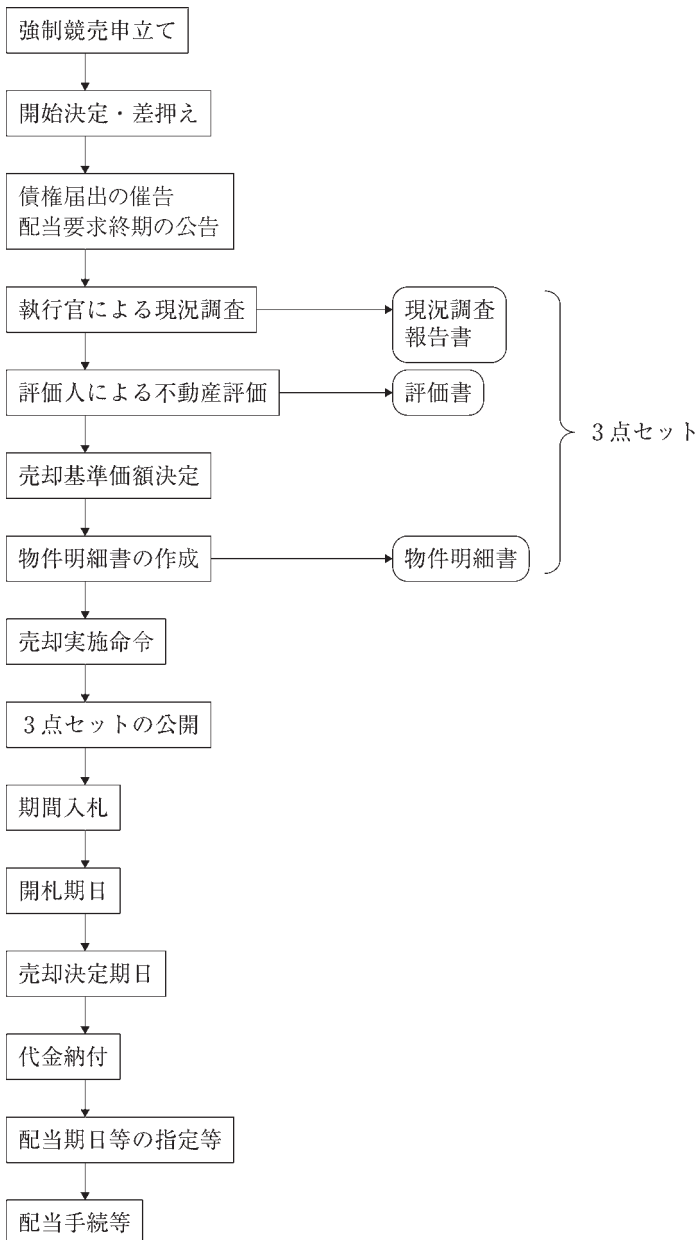 強制競売申立て
開始決定・差押え
債権届出の催告
配当要求終期の公告
執行官による現況調査
現況調査
報告書
評価人による不動産評価
評価書
3点セット
売却基準価額決定
物件明細書の作成
物件明細書
売却実施命令
3点セットの公開
期間入札
開札期日
売却決定期日
代金納付
配当期日等の指定等
配当手続等